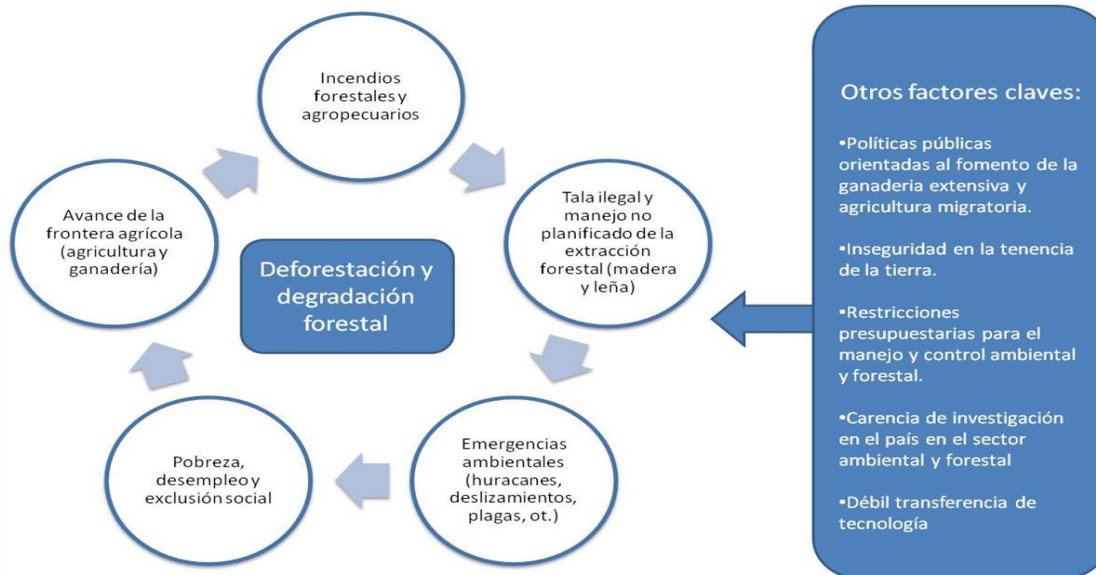 Incendios
forestales y
agropecuarios
Tala ilegal y
manejo no
planificado de la
extracción
forestal (madera
y leña)
Emergencias
ambientales
(huracanes,
deslizamientos,
plagas, ot.)
Pobreza,
desempleo y
exclusión social
Avance de la
frontera agrícola
(agricultura y
ganadería)
Deforestación y
degradación
forestal
Otros factores claves:
•Políticas públicas
orientadas al fomento de la
ganaderia extensiva y
agricultura migratoria.
•Inseguridad en la tenencia
de la tierra.
•Restricciones
presupuestarias para el
manejo y control ambiental
y forestal.
•Carencia de investigación
en el país en el sector
ambiental y forestal
•Débil transferencia de
tecnología